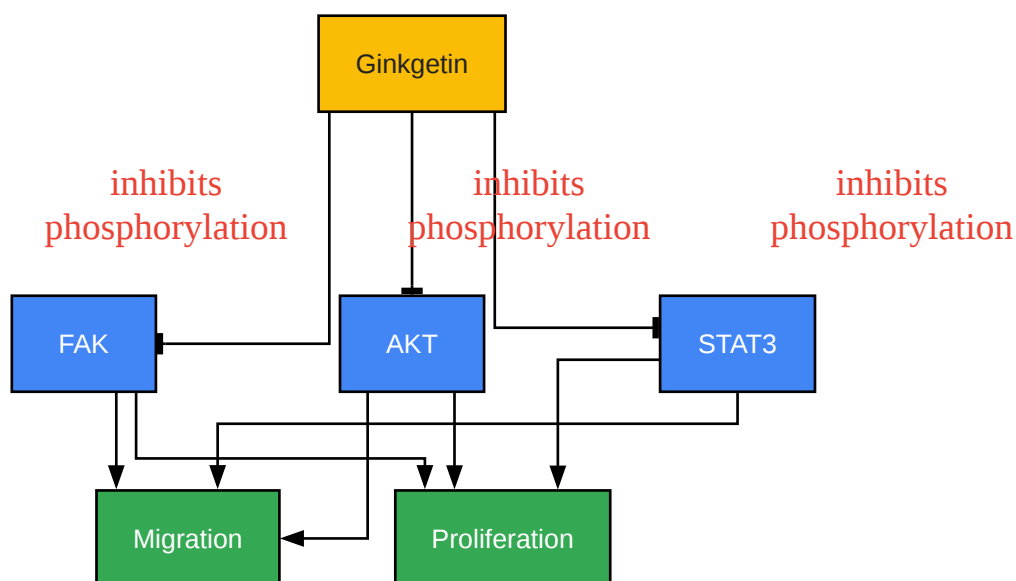 Ginkgetin
inhibits
phosphorylation
inhibits
phosphorylation
inhibits
phosphorylation
FAK
AKT
STAT3
Migration
Proliferation